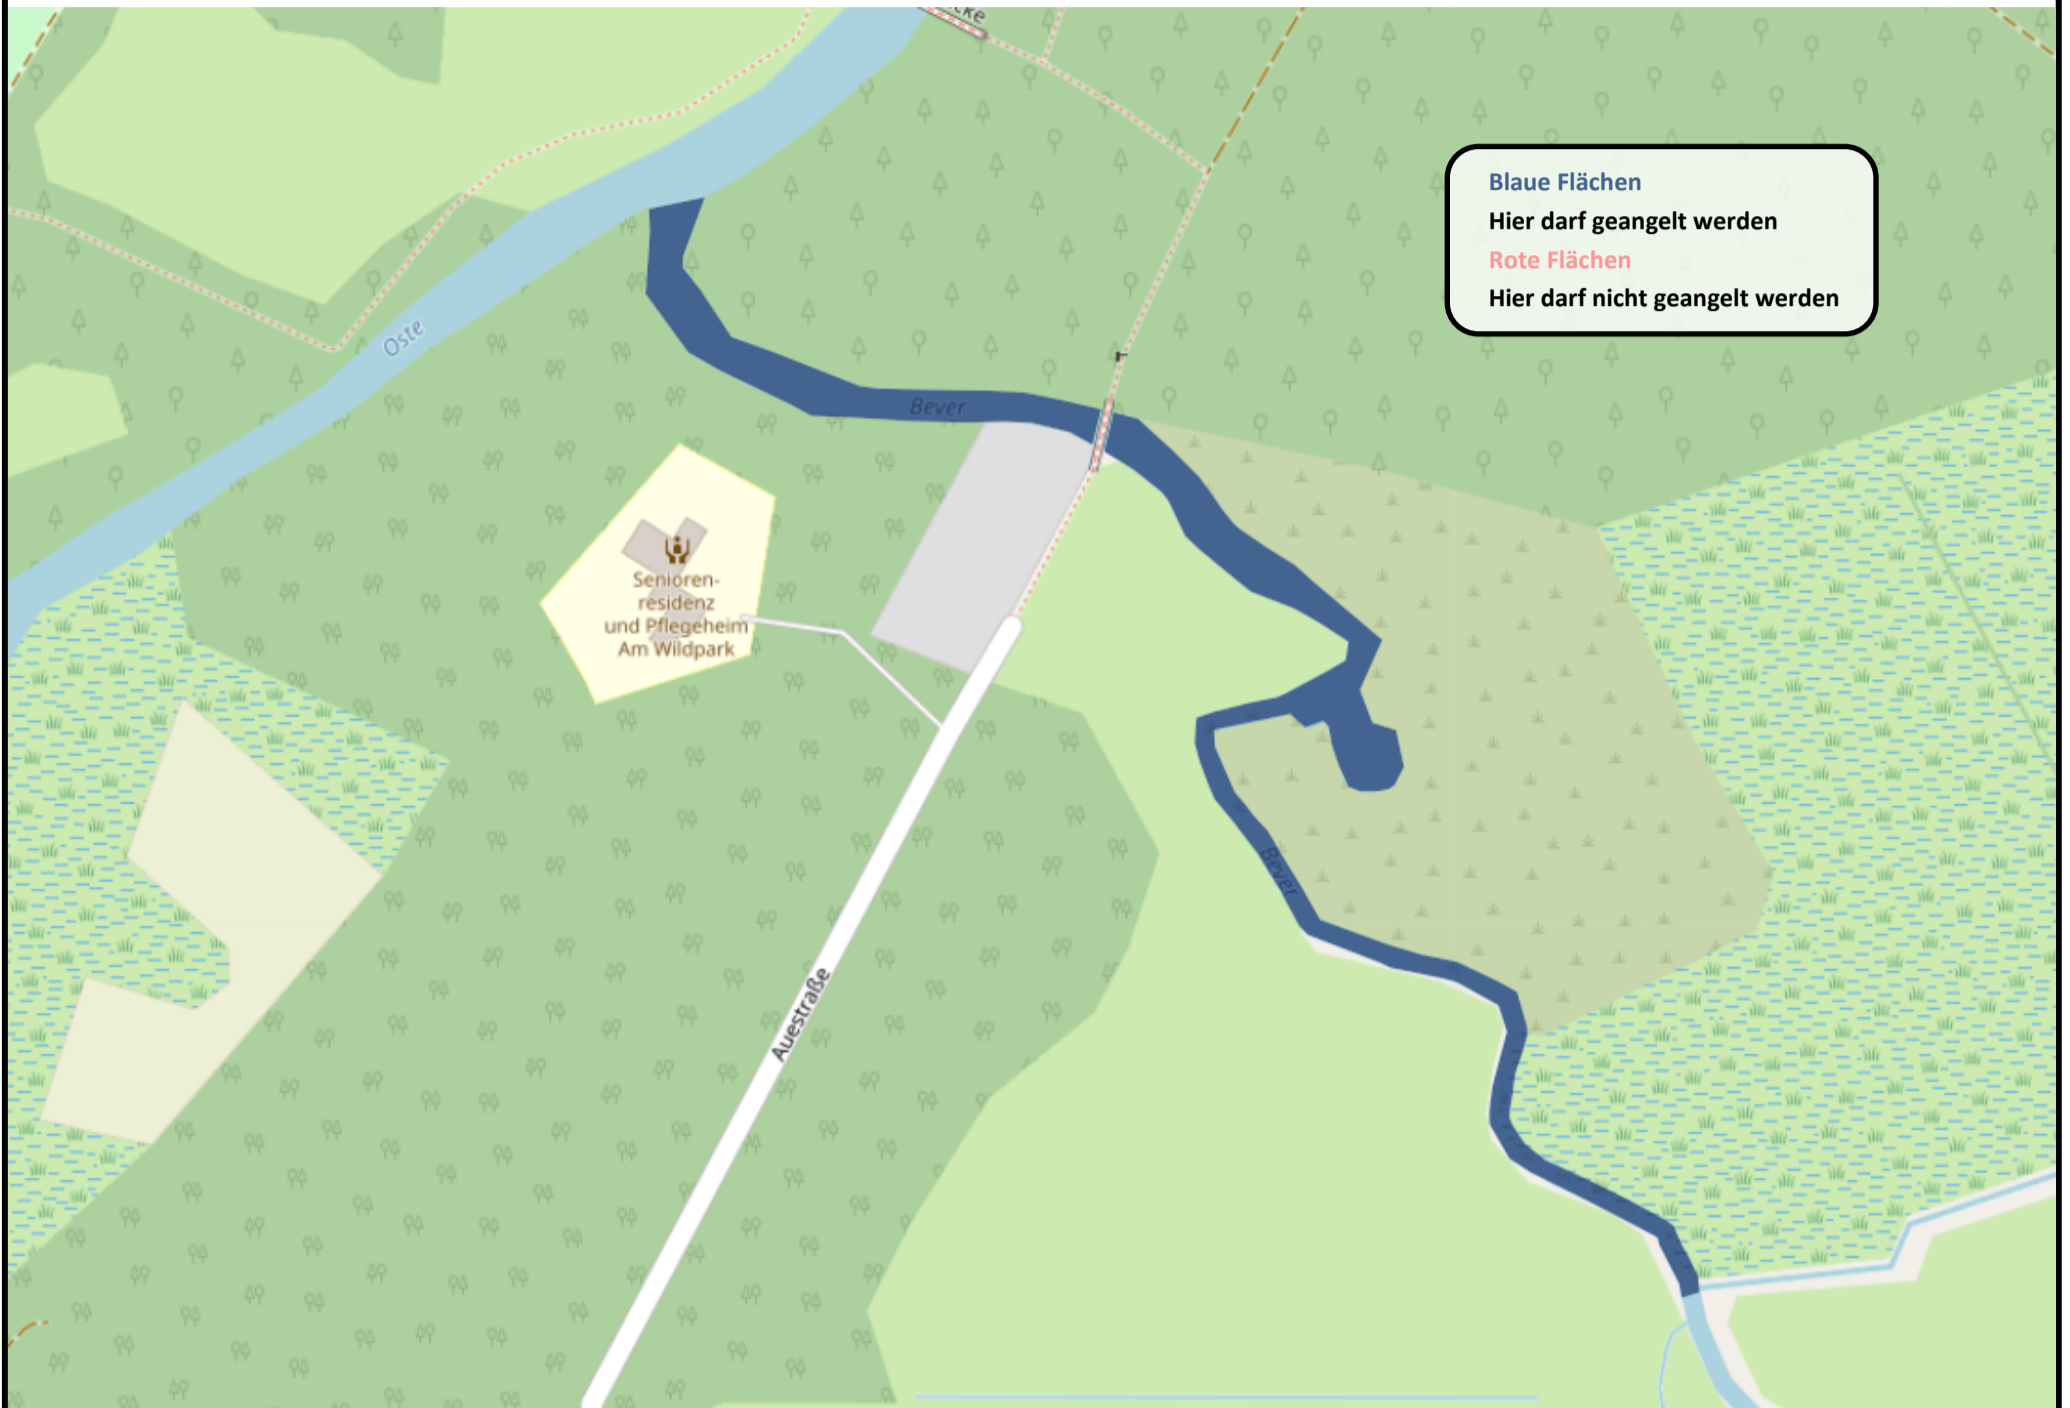 Blaue Flächen
Hier darf geangelt werden
Rote Flächen
Hier darf nicht geangelt werden
Oste
Bever
Senioren-
residenz
und Pflegeheim
Am Wildpark
Bever
Auestraße